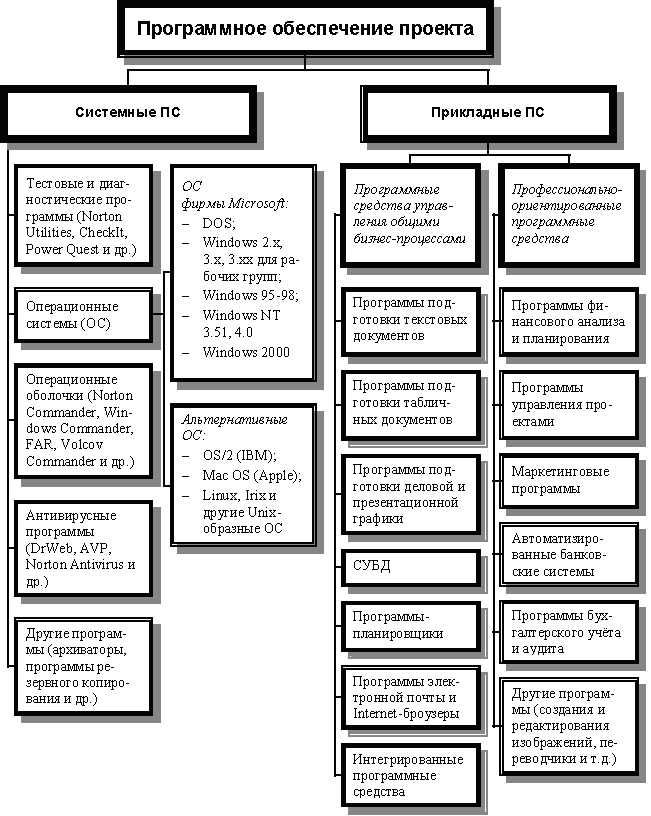 Программное обеспечение проекта
Системные ПС
Прикладные ПС
Тестовые и диаг-
ностические про-
граммы (Norton
Utilities, CheckIt,
Power Quest и др.)
Операционные
системы (ОС)
Операционные
оболочки (Norton
Commander, Win-
dows Commander,
FAR, Volcov
Commander и др.)
Антивирусные
программы
(DrWeb, AVP,
Norton Antivirus и
др.)
Другие програм-
мы (архиваторы,
программы ре-
зервного копиро-
вания и др.)
ОС
фирмы Microsoft:
– DOS;
– Windows 2.x,
3.x, 3.xx для ра-
бочих групп;
– Windows 95-98;
– Windows NT
3.51, 4.0
– Windows 2000
Альтернативные
ОС:
– OS/2 (IBM);
– Mac OS (Apple);
– Linux, Irix и
другие Unix-
образные ОС
Программные
средства управ-
ления общими
бизнес-процессами
Программы под-
готовки текстовых
документов
Программы под-
готовки таблич-
ных документов
Программы под-
готовки деловой и
презентационной
графики
СУБД
Программы-
планировщики
Программы элек-
тронной почты и
Internet-броузеры
Интегрированные
программные
средства
Профессионально-
ориентированные
программные
средства
Программы фи-
нансового анализа
и планирования
Программы
управления про-
ектами
Маркетинговые
программы
Автоматизиро-
ванные банков-
ские системы
Программы бух-
галтерского учёта
и аудита
Другие програм-
мы (создания и
редактирования
изображений, пе-
реводчики и т.д.)